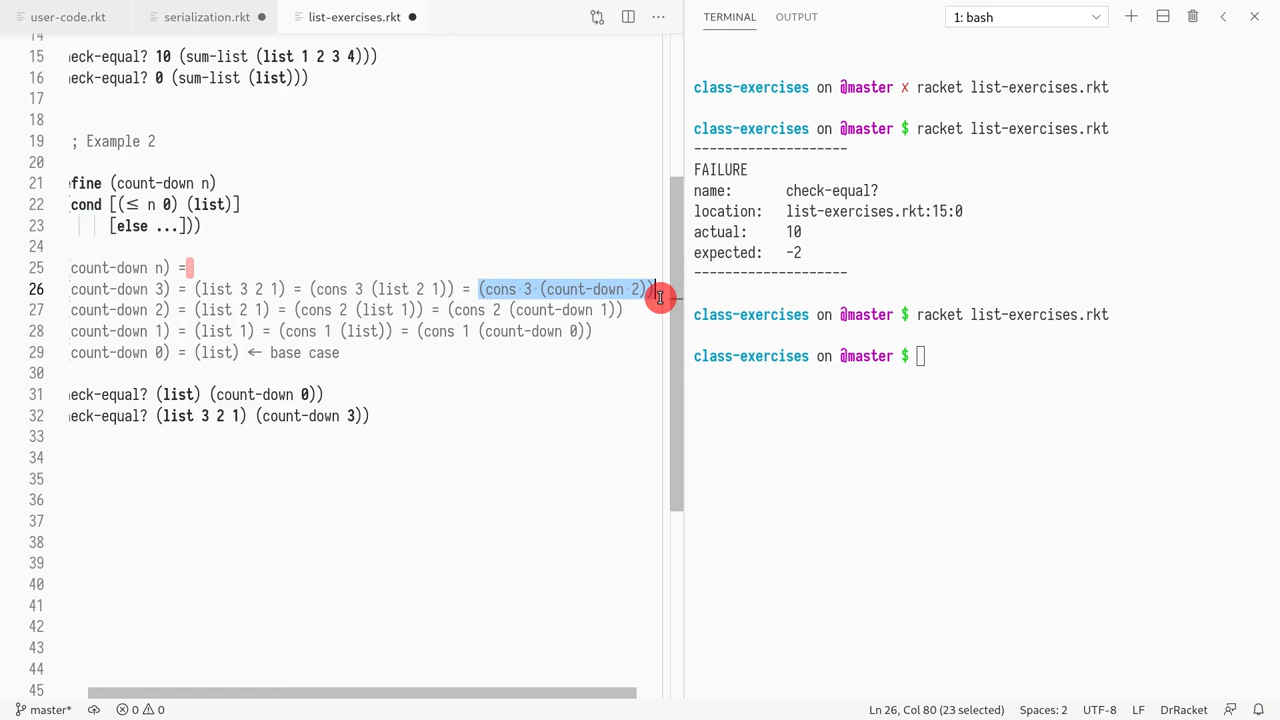 user-code.rkt serialization.rkt list-exercises.rkt
TERMINAL OUTPUT 1: bash
14
15 heck-equal? 10 (sum-list (list 1 2 3 4)))
16 heck-equal? 0 (sum-list (list)))
17
18
19 ; Example 2
20
21 efine (count-down n)
22 cond [(≤ n 0) (list)]
23 [else ...]))
24
25 (count-down n) =
26 (count-down 3) = (list 3 2 1) = (cons 3 (list 2 1)) = (cons 3 (count-down 2))
27 (count-down 2) = (list 2 1) = (cons 2 (list 1)) = (cons 2 (count-down 1))
28 (count-down 1) = (list 1) = (cons 1 (list)) = (cons 1 (count-down 0))
29 (count-down 0) = (list) ← base case
30
31 heck-equal? (list) (count-down 0))
32 heck-equal? (list 3 2 1) (count-down 3))
33
34
35
36
37
38
39
40
41
42
43
44
45
class-exercises on @master ✗ racket list-exercises.rkt
class-exercises on @master $ racket list-exercises.rkt
--------------------
FAILURE
name: check-equal?
location: list-exercises.rkt:15:0
actual: 10
expected: -2
--------------------
class-exercises on @master $ racket list-exercises.rkt
class-exercises on @master $
master* 0 0 Ln 26, Col 80 (23 selected) Spaces: 2 UTF-8 LF DrRacket